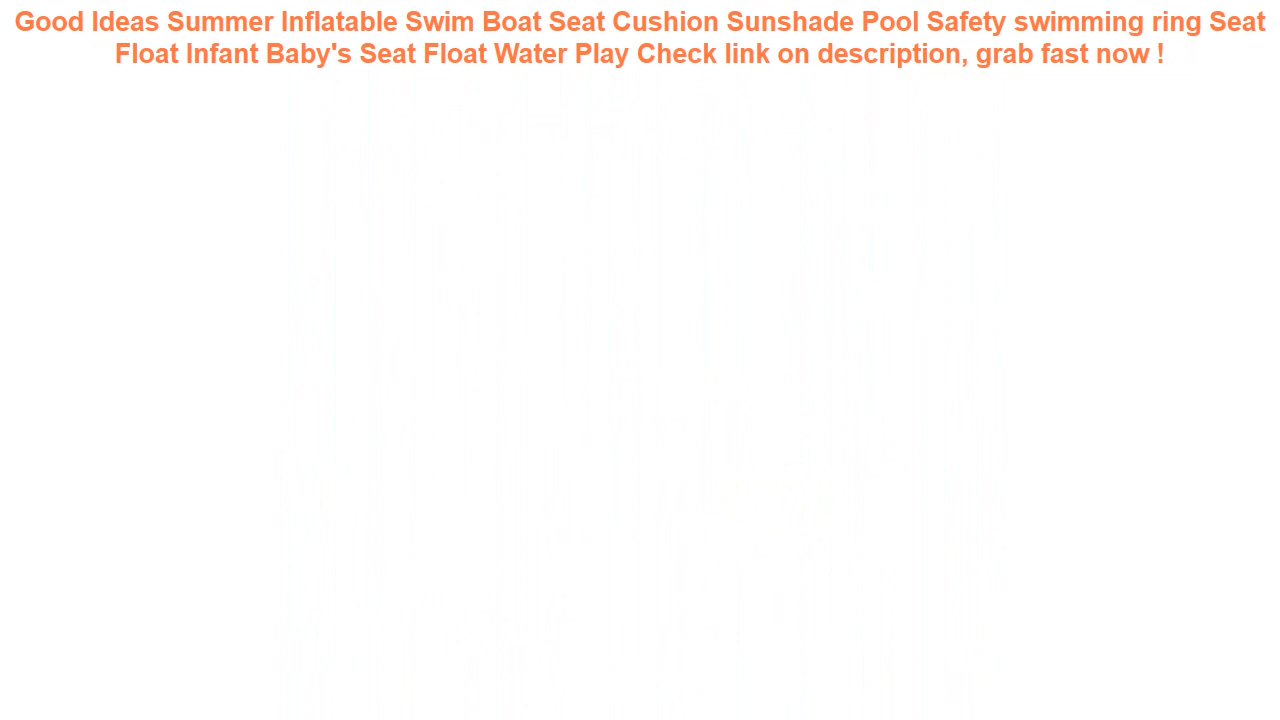 Good Ideas Summer Inflatable Swim Boat Seat Cushion Sunshade Pool Safety swimming ring Seat
Float Infant Baby's Seat Float Water Play Check link on description, grab fast now !